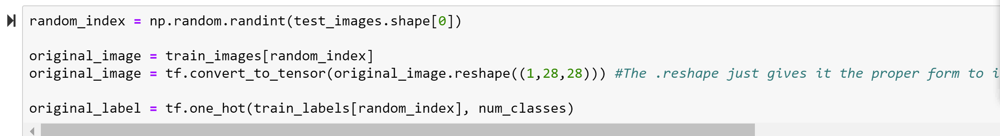 random_index = np.random.randint(test_images.shape[0])
original_image = train_images[random_index]
original_image = tf.convert_to_tensor(original_image.reshape((1,28,28))) #The .reshape just gives it the proper form to
original_label = tf.one_hot(train_labels[random_index], num_classes)